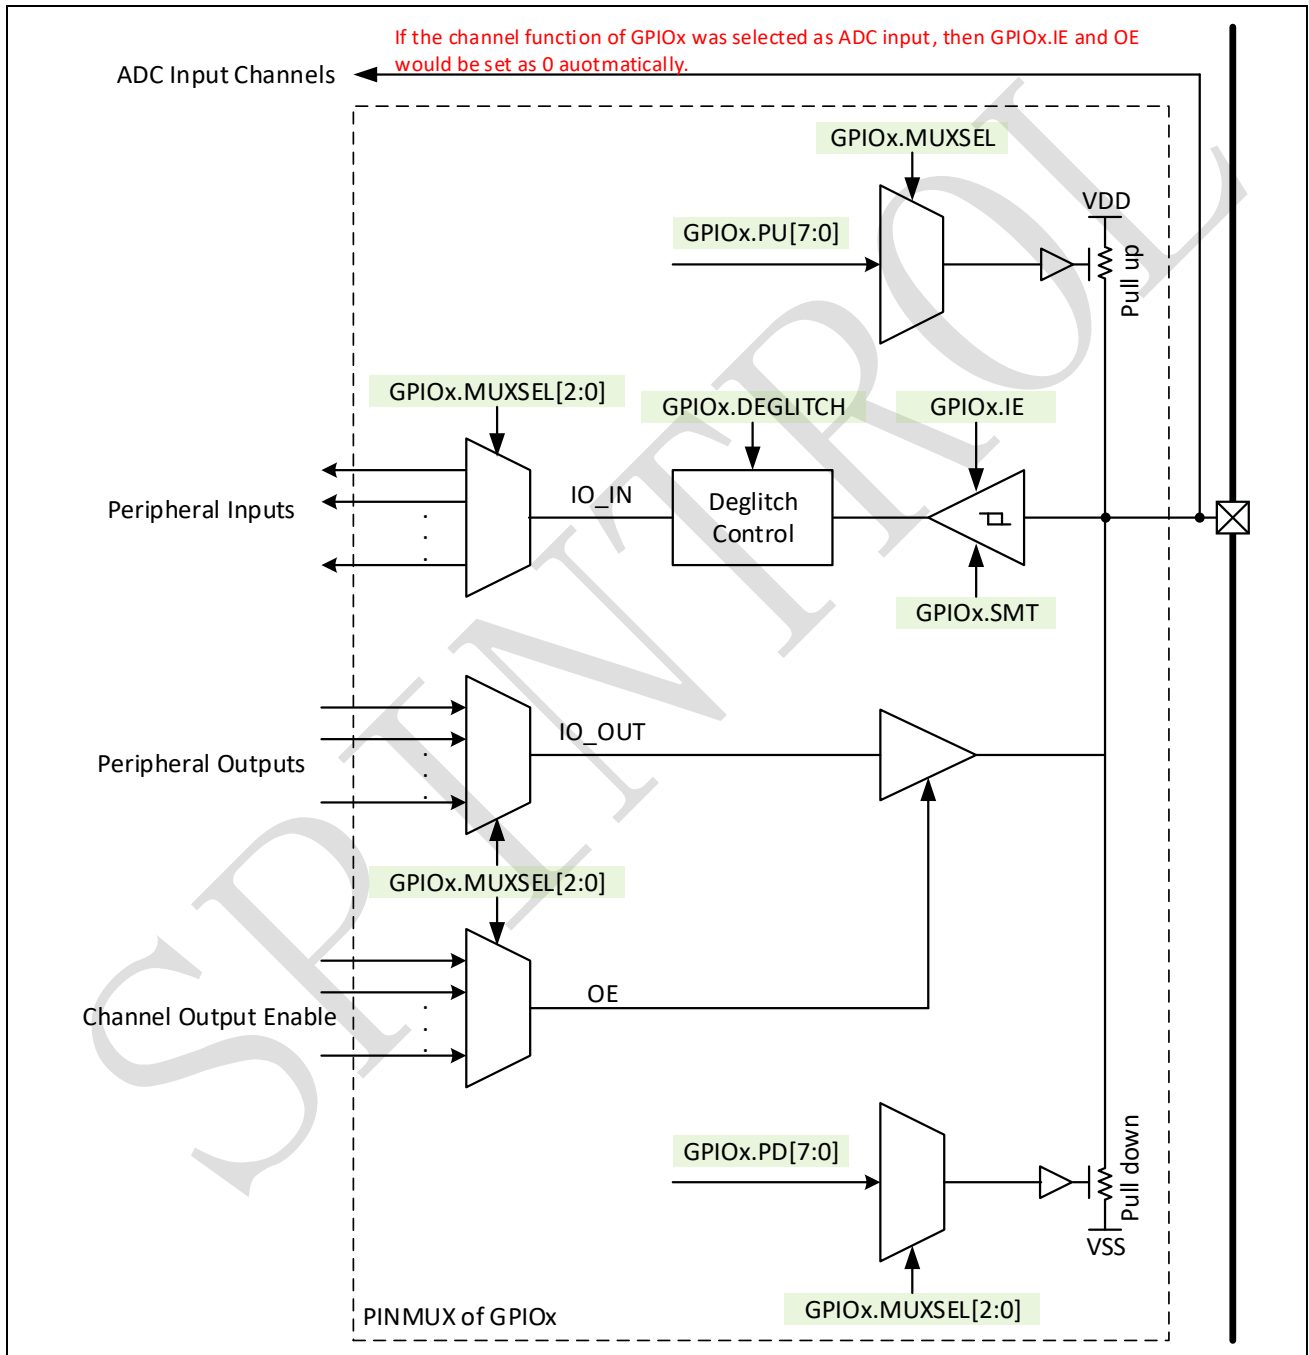 If the channel function of GPIOx was selected as ADC input, then GPIOx.IE and OE
would be set as 0 auotmatically.
ADC Input Channels
GPIOx.MUXSEL
VDD
GPIOx.PU[7:0]
Pull up
GPIOx.MUXSEL[2:0]
GPIOx.DEGLITCH
GPIOx.IE
Peripheral Inputs
IO_IN
Deglitch
Control
GPIOx.SMT
IO_OUT
Peripheral Outputs
GPIOx.MUXSEL[2:0]
OE
Channel Output Enable
GPIOx.PD[7:0]
Pull down
VSS
GPIOx.MUXSEL[2:0]
PINMUX of GPIOx
SPINTROL